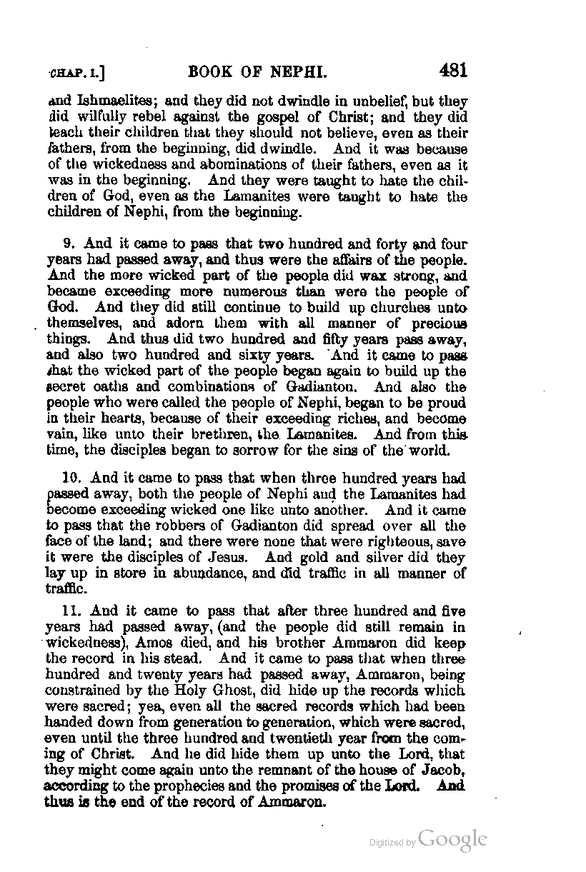 CHAP. I.] BOOK OF NEPHI. 481
and Ishmaelites; and they did not dwindle in unbelief, but they
did wilfully rebel against the gospel of Christ; and they did
teach their children that they should not believe, even as their
fathers, from the beginning, did dwindle. And it was because
of the wickedness and abominations of their fathers, even as it
was in the beginning. And they were taught to hate the chil-
dren of God, even as the Lamanites were taught to hate the
children of Nephi, from the beginning.
9. And it came to pass that two hundred and forty and four
years had passed away, and thus were the affairs of the people.
And the more wicked part of the people did wax strong, and
became exceeding more numerous than were the people of
God. And they did still continue to build up churches unto
themselves, and adorn them with all manner of precious
things. And thus did two hundred and fifty years pass away,
and also two hundred and sixty years. And it came to pass
that the wicked part of the people began again to build up the
secret oaths and combinations of Gadianton. And also the
people who were called the people of Nephi, began to be proud
in their hearts, because of their exceeding riches, and become
vain, like unto their brethren, the Lamanites. And from this
time, the disciples began to sorrow for the sins of the world.
10. And it came to pass that when three hundred years had
passed away, both the people of Nephi and the Lamanites had
become exceeding wicked one like unto another. And it came
to pass that the robbers of Gadianton did spread over all the
face of the land; and there were none that were righteous, save
it were the disciples of Jesus. And gold and silver did they
lay up in store in abundance, and did traffic in all manner of
traffic.
11. And it came to pass that after three hundred and five
years had passed away, (and the people did still remain in
wickedness), Amos died, and his brother Ammaron did keep
the record in his stead. And it came to pass that when three
hundred and twenty years had passed away, Ammaron, being
constrained by the Holy Ghost, did hide up the records which
were sacred; yea, even all the sacred records which had been
handed down from generation to generation, which were sacred,
even until the three hundred and twentieth year from the com-
ing of Christ. And he did hide them up unto the Lord, that
they might come again unto the remnant of the house of Jacob,
according to the prophecies and the promises of the Lord. And
thus is the end of the record of Ammaron.
Digitized by Google